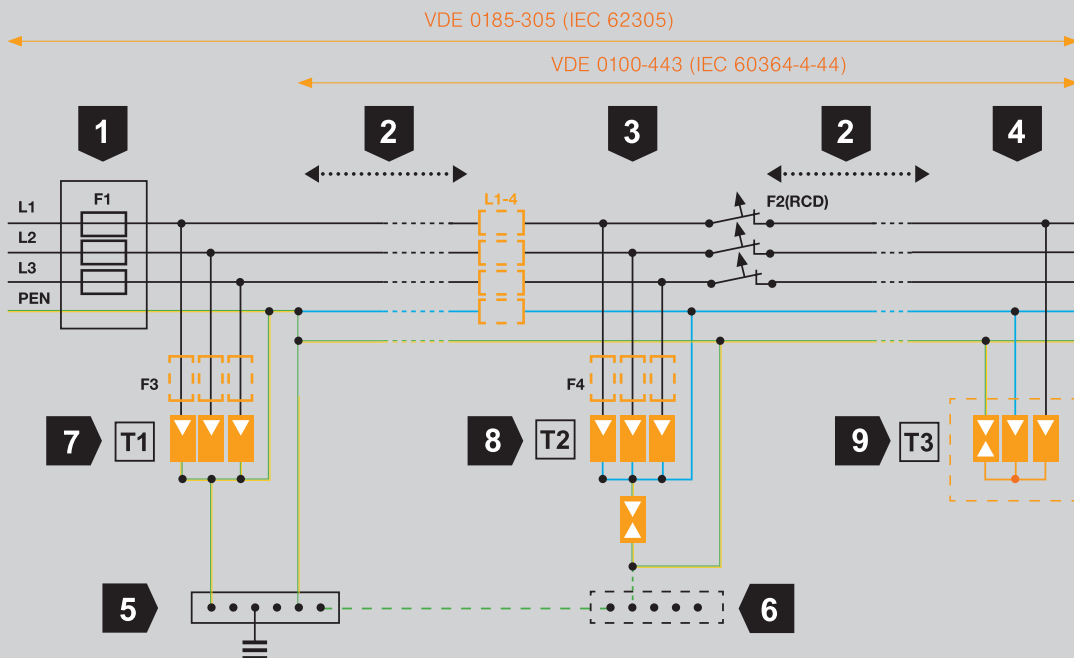 VDE 0185-305 (IEC 62305)
VDE 0100-443 (IEC 60364-4-44)
1
2
3
2
4
F1
L1-4
F2(RCD)
L1
L2
L3
PEN
F3
F4
7
T1
8
T2
9
T3
5
6